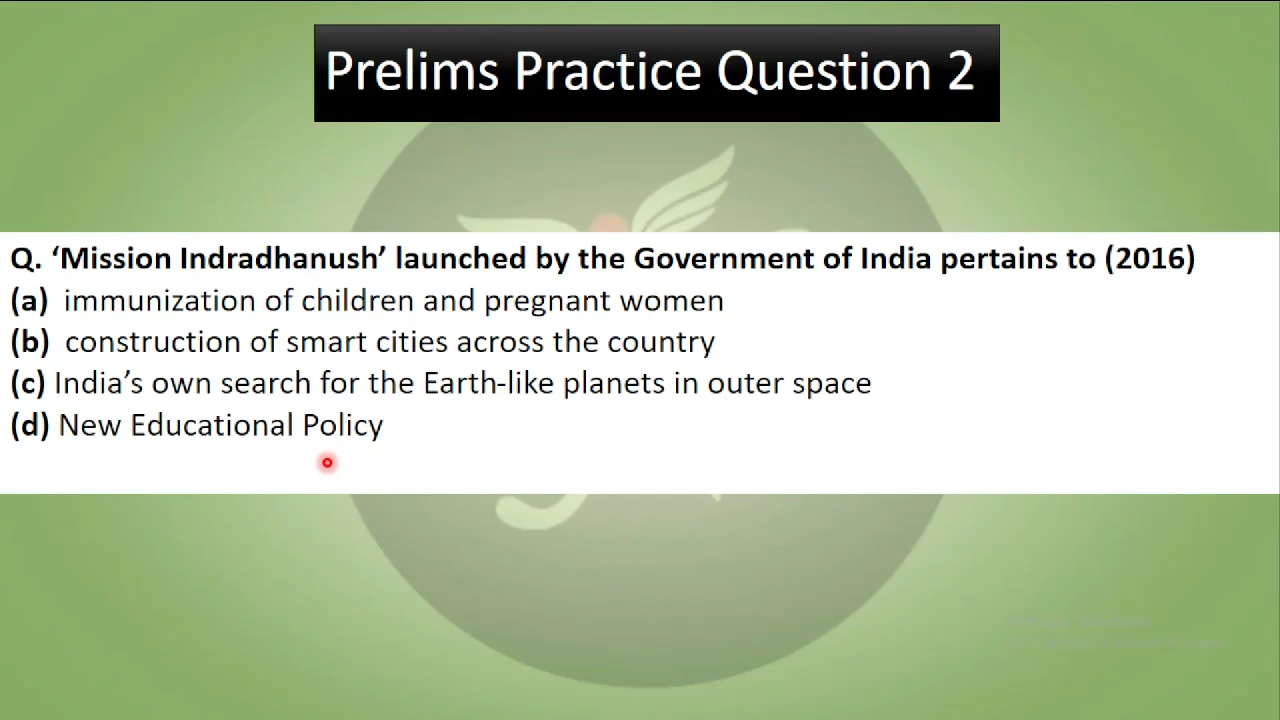 Prelims Practice Question 2
Q. ‘Mission Indradhanush’ launched by the Government of India pertains to (2016)
(a) immunization of children and pregnant women
(b) construction of smart cities across the country
(c) India’s own search for the Earth-like planets in outer space
(d) New Educational Policy